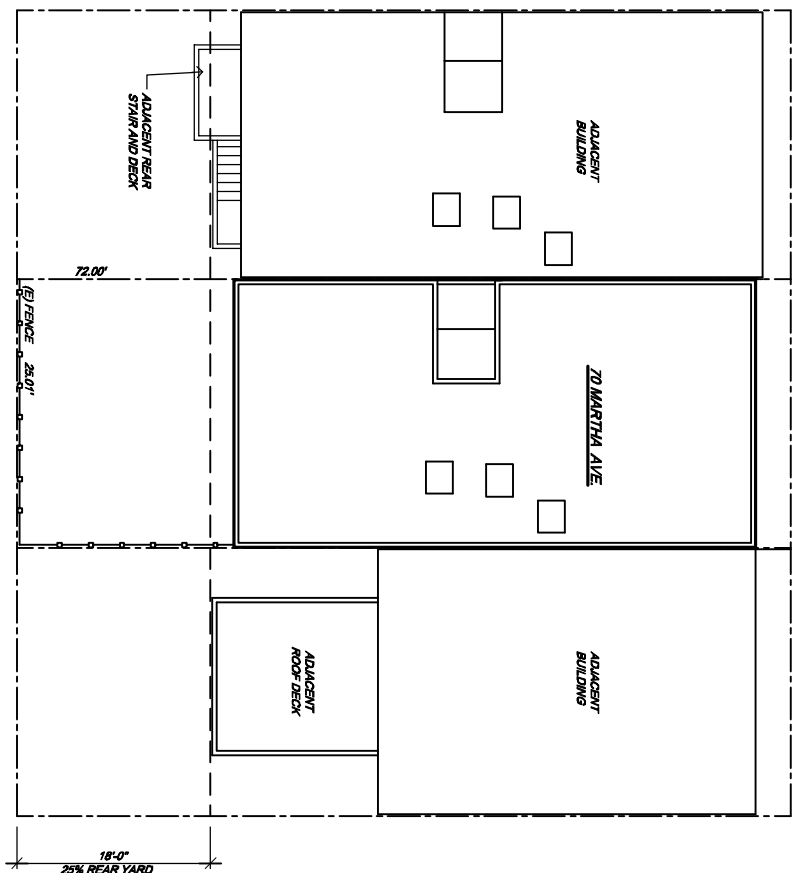 ADJACENT REAR
STAIR AND DECK
ADJACENT
BUILDING
72.00'
(E) FENCE 25.01'
70 MARTHA AVE.
ADJACENT
ROOF DECK
ADJACENT
BUILDING
18'-0"
25% REAR YARD